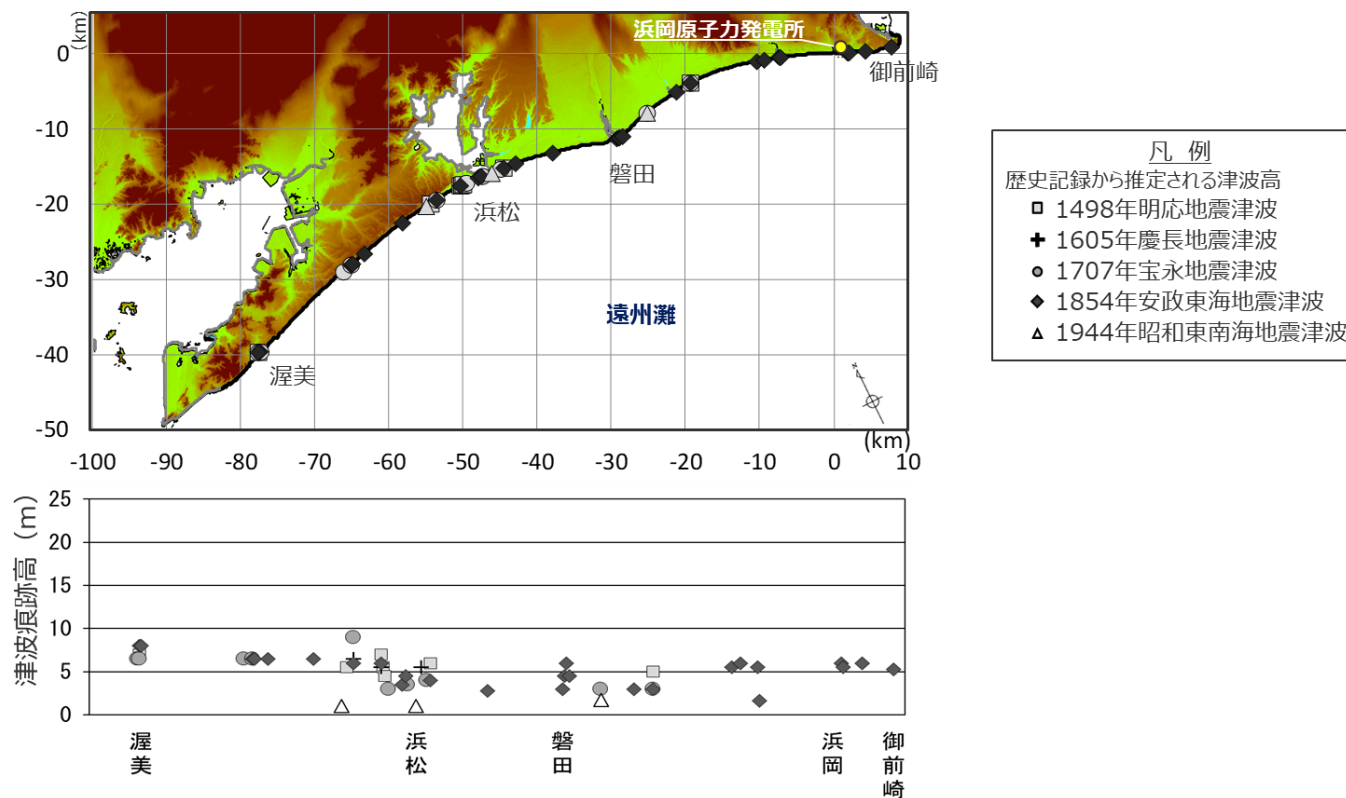 (km)
浜岡原子力発電所
御前崎
磐田
浜松
遠州灘
渥美
0
-10
-20
-30
-40
-50
(km)
-100 -90 -80 -70 -60 -50 -40 -30 -20 -10 0 10
凡 例
歴史記録から推定される津波高
1498年明応地震津波
1605年慶長地震津波
1707年宝永地震津波
1854年安政東海地震津波
1944年昭和東南海地震津波
津波痕跡高（m）
25
20
15
10
5
0
渥美
浜松
磐田
浜岡
御前崎